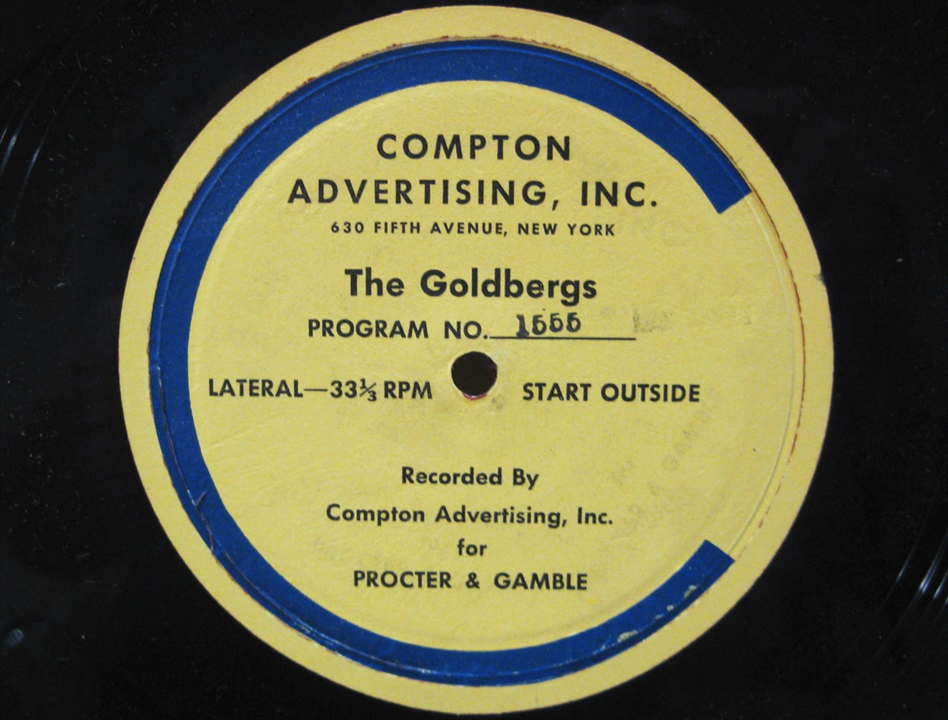 COMPTON
ADVERTISING, INC.
630 FIFTH AVENUE, NEW YORK
The Goldbergs
PROGRAM NO. 1555
LATERAL—33⅓ RPM START OUTSIDE
Recorded By
Compton Advertising, Inc.
for
PROCTER & GAMBLE